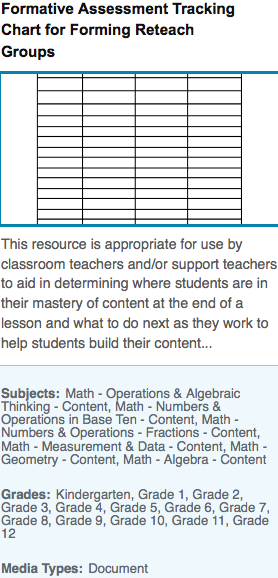 Formative Assessment Tracking
Chart for Forming Reteach
Groups
This resource is appropriate for use by
classroom teachers and/or support teachers
to aid in determining where students are in
their mastery of content at the end of a
lesson and what to do next as they work to
help students build their content...
Subjects: Math - Operations & Algebraic
Thinking - Content, Math - Numbers &
Operations in Base Ten - Content, Math -
Numbers & Operations - Fractions - Content,
Math - Measurement & Data - Content, Math -
Geometry - Content, Math - Algebra - Content
Grades: Kindergarten, Grade 1, Grade 2,
Grade 3, Grade 4, Grade 5, Grade 6, Grade 7,
Grade 8, Grade 9, Grade 10, Grade 11, Grade
12
Media Types: Document